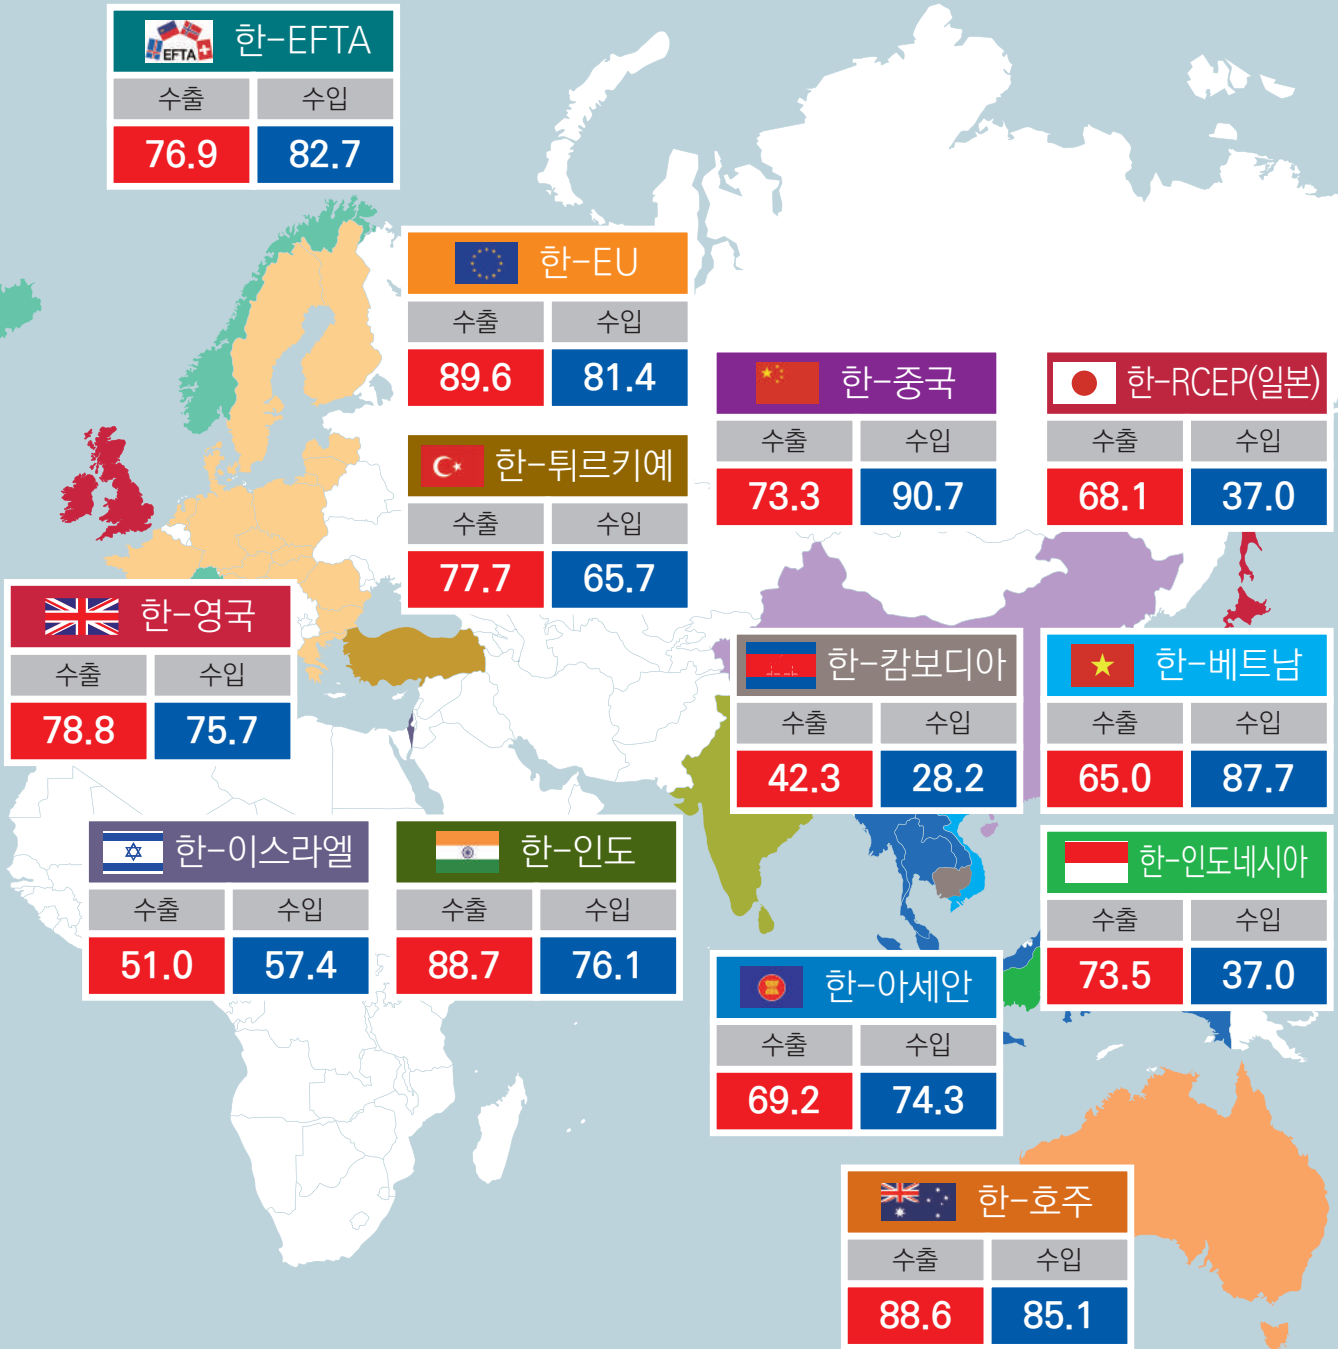 EFTA 한-EFTA
수출 수입
76.9 82.7
한-EU
수출 수입
89.6 81.4
한-튀르키예
수출 수입
77.7 65.7
한-중국
수출 수입
73.3 90.7
한-RCEP(일본)
수출 수입
68.1 37.0
한-영국
수출 수입
78.8 75.7
한-캄보디아
수출 수입
42.3 28.2
한-베트남
수출 수입
65.0 87.7
한-이스라엘
수출 수입
51.0 57.4
한-인도
수출 수입
88.7 76.1
한-인도네시아
수출 수입
73.5 37.0
한-아세안
수출 수입
69.2 74.3
한-호주
수출 수입
88.6 85.1